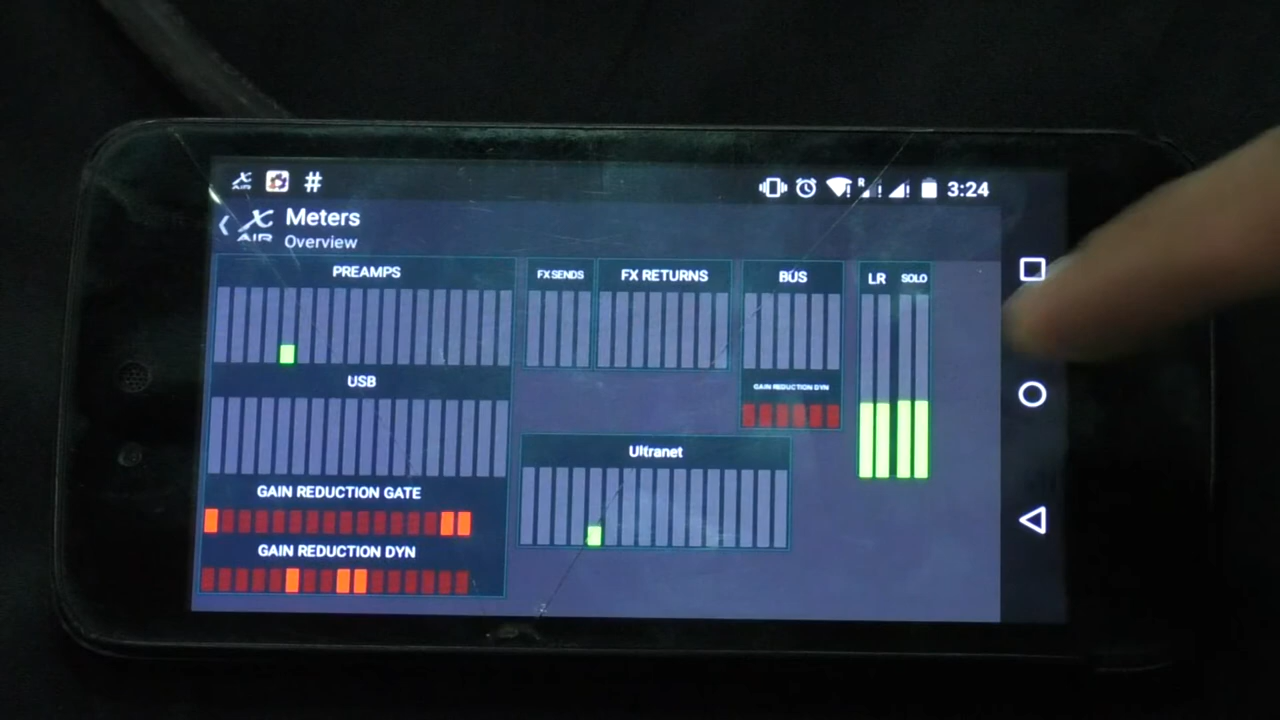 # 3:24
X AIR Meters
Overview
PREAMPS
FX SENDS FX RETURNS BUS LR SOLO
USB
GAIN REDUCTION DYN
Ultranet
GAIN REDUCTION GATE
GAIN REDUCTION DYN